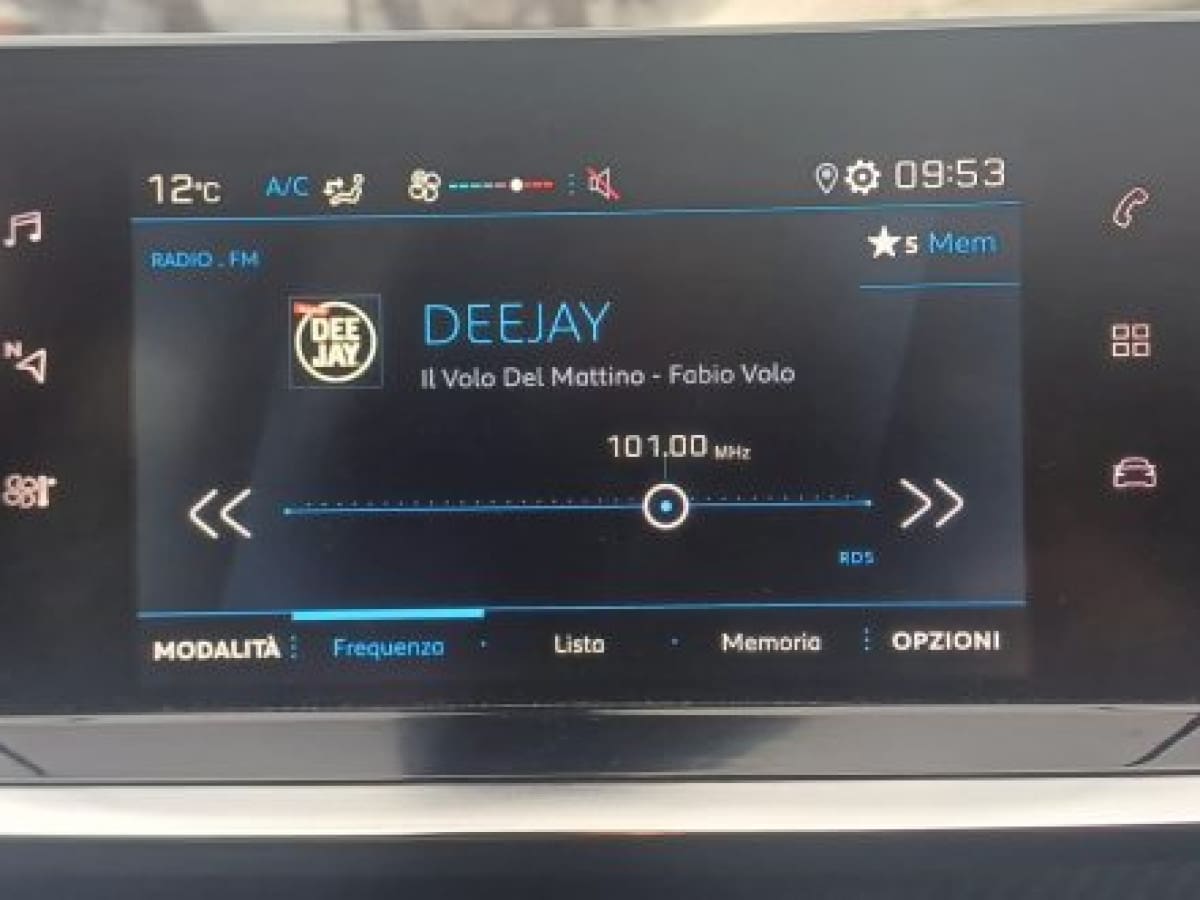 12°C A/C 09:53
RADIO . FM
5 Mem
DEE
JAY
DEEJAY
Il Volo Del Mattino - Fabio Volo
101.00 MHz
N
RDS
MODALITÀ Frequenza Lista Memoria OPZIONI